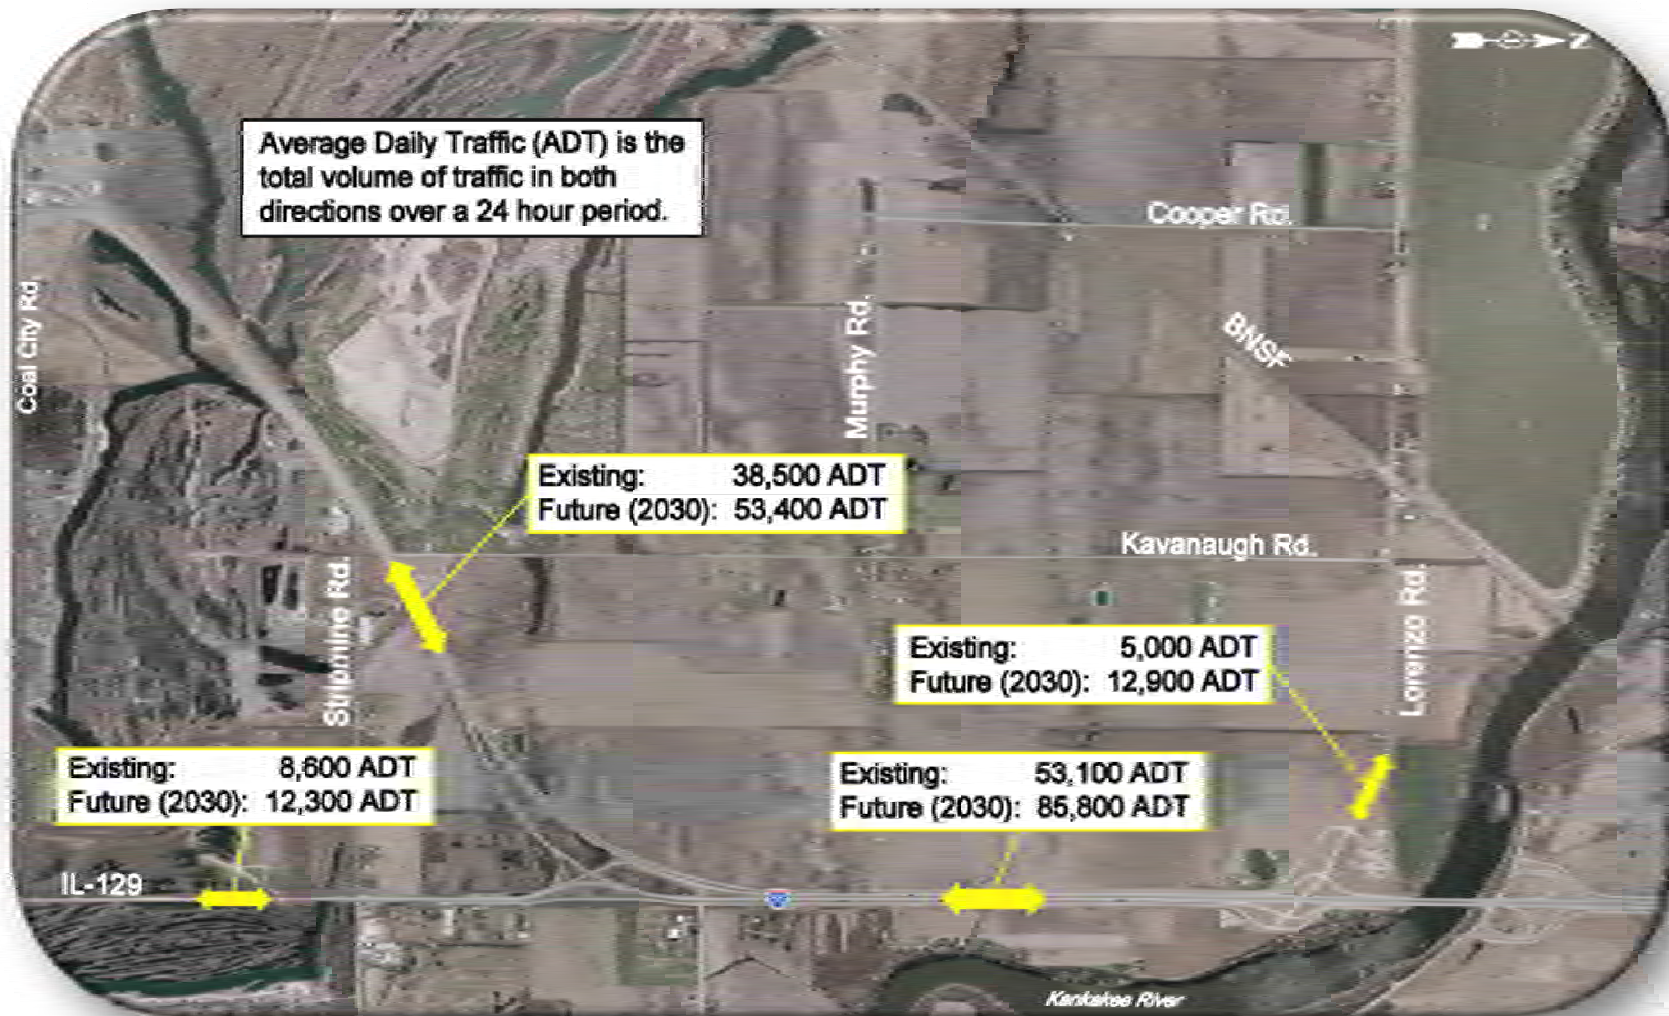 Z
Average Daily Traffic (ADT) is the
total volume of traffic in both
directions over a 24 hour period.
Cooper Rd.
Coal City Rd.
Murphy Rd.
BNSF
Existing: 38,500 ADT
Future (2030): 53,400 ADT
Kavanaugh Rd.
Stripmine Rd.
Lorenzo Rd.
Existing: 5,000 ADT
Future (2030): 12,900 ADT
Existing: 8,600 ADT
Future (2030): 12,300 ADT
Existing: 53,100 ADT
Future (2030): 85,800 ADT
IL-129
Kankakee River